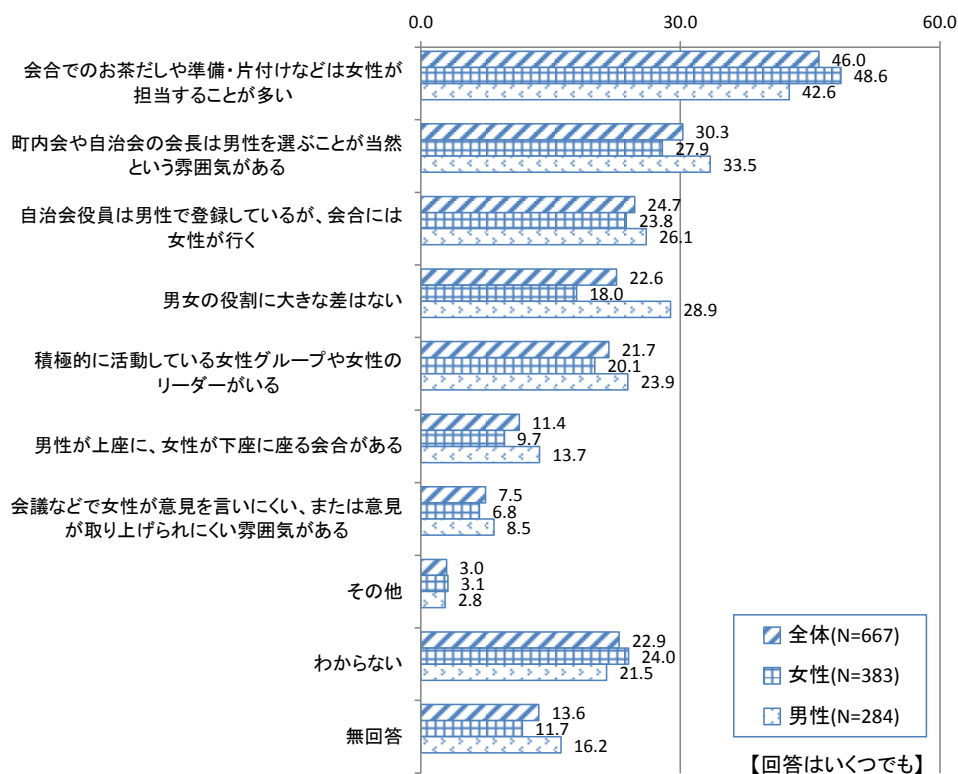 0.0 30.0 60.0
会合でのお茶だしや準備・片付けなどは女性が
担当することが多い
46.0
48.6
42.6
町内会や自治会の会長は男性を選ぶことが当然
という雰囲気がある
30.3
27.9
33.5
自治会役員は男性で登録しているが、会合には
女性が行く
24.7
23.8
26.1
男女の役割に大きな差はない
22.6
18.0
28.9
積極的に活動している女性グループや女性の
リーダーがいる
21.7
20.1
23.9
男性が上座に、女性が下座に座る会合がある
11.4
9.7
13.7
会議などで女性が意見を言いにくい、または意見
が取り上げられにくい雰囲気がある
7.5
6.8
8.5
その他
3.0
3.1
2.8
わからない
22.9
24.0
21.5
無回答
13.6
11.7
16.2
全体(N=667)
女性(N=383)
男性(N=284)
【回答はいくつでも】